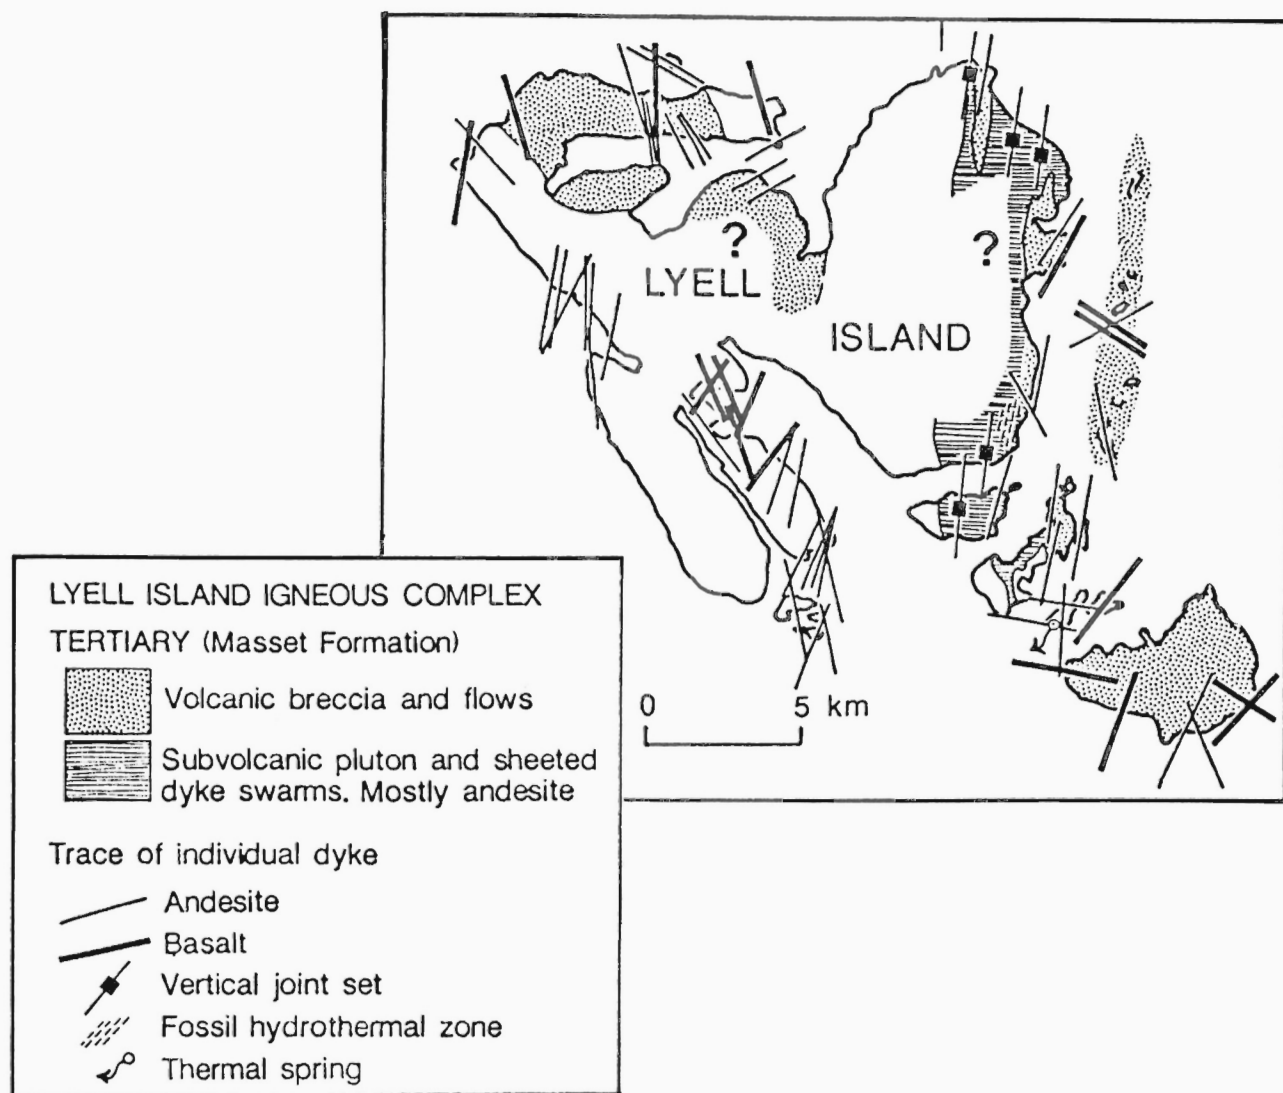 ?
?
LYELL
ISLAND
LYELL ISLAND IGNEOUS COMPLEX
TERTIARY (Masset Formation)
Volcanic breccia and flows
Subvolcanic pluton and sheeted
dyke swarms. Mostly andesite
0 5 km
Trace of individual dyke
Andesite
Basalt
Vertical joint set
Fossil hydrothermal zone
Thermal spring